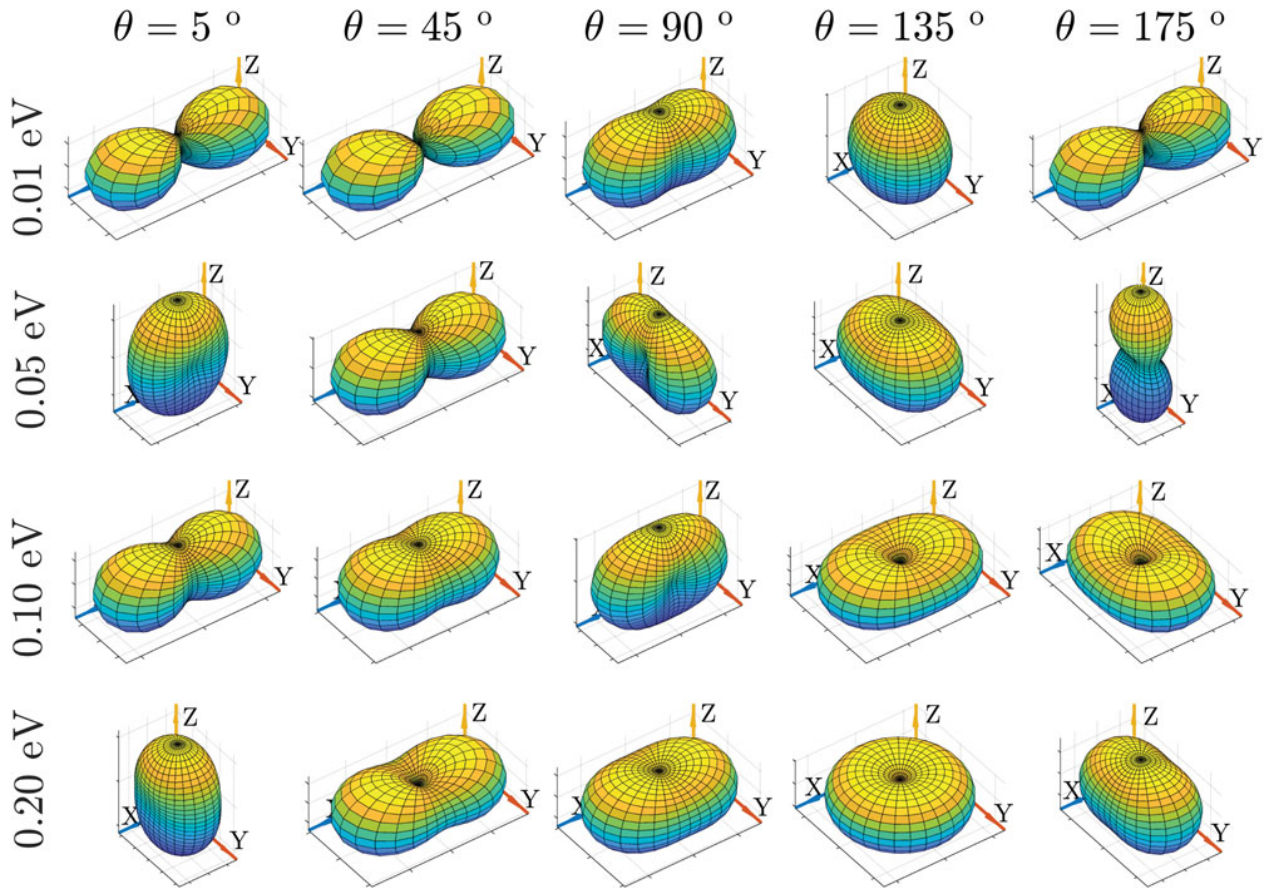 θ = 5 ° θ = 45 ° θ = 90 ° θ = 135 ° θ = 175 °
0.01 eV
Z Y Z Y X Z Y X Z Y X Z Y
0.05 eV
X Z Y Z Y X Z Y X Z Y X Z Y
0.10 eV
Z Y Z Y Z Y X Z Y X Z Y
0.20 eV
X Z Y Z Y X Z Y X Z Y X Z Y